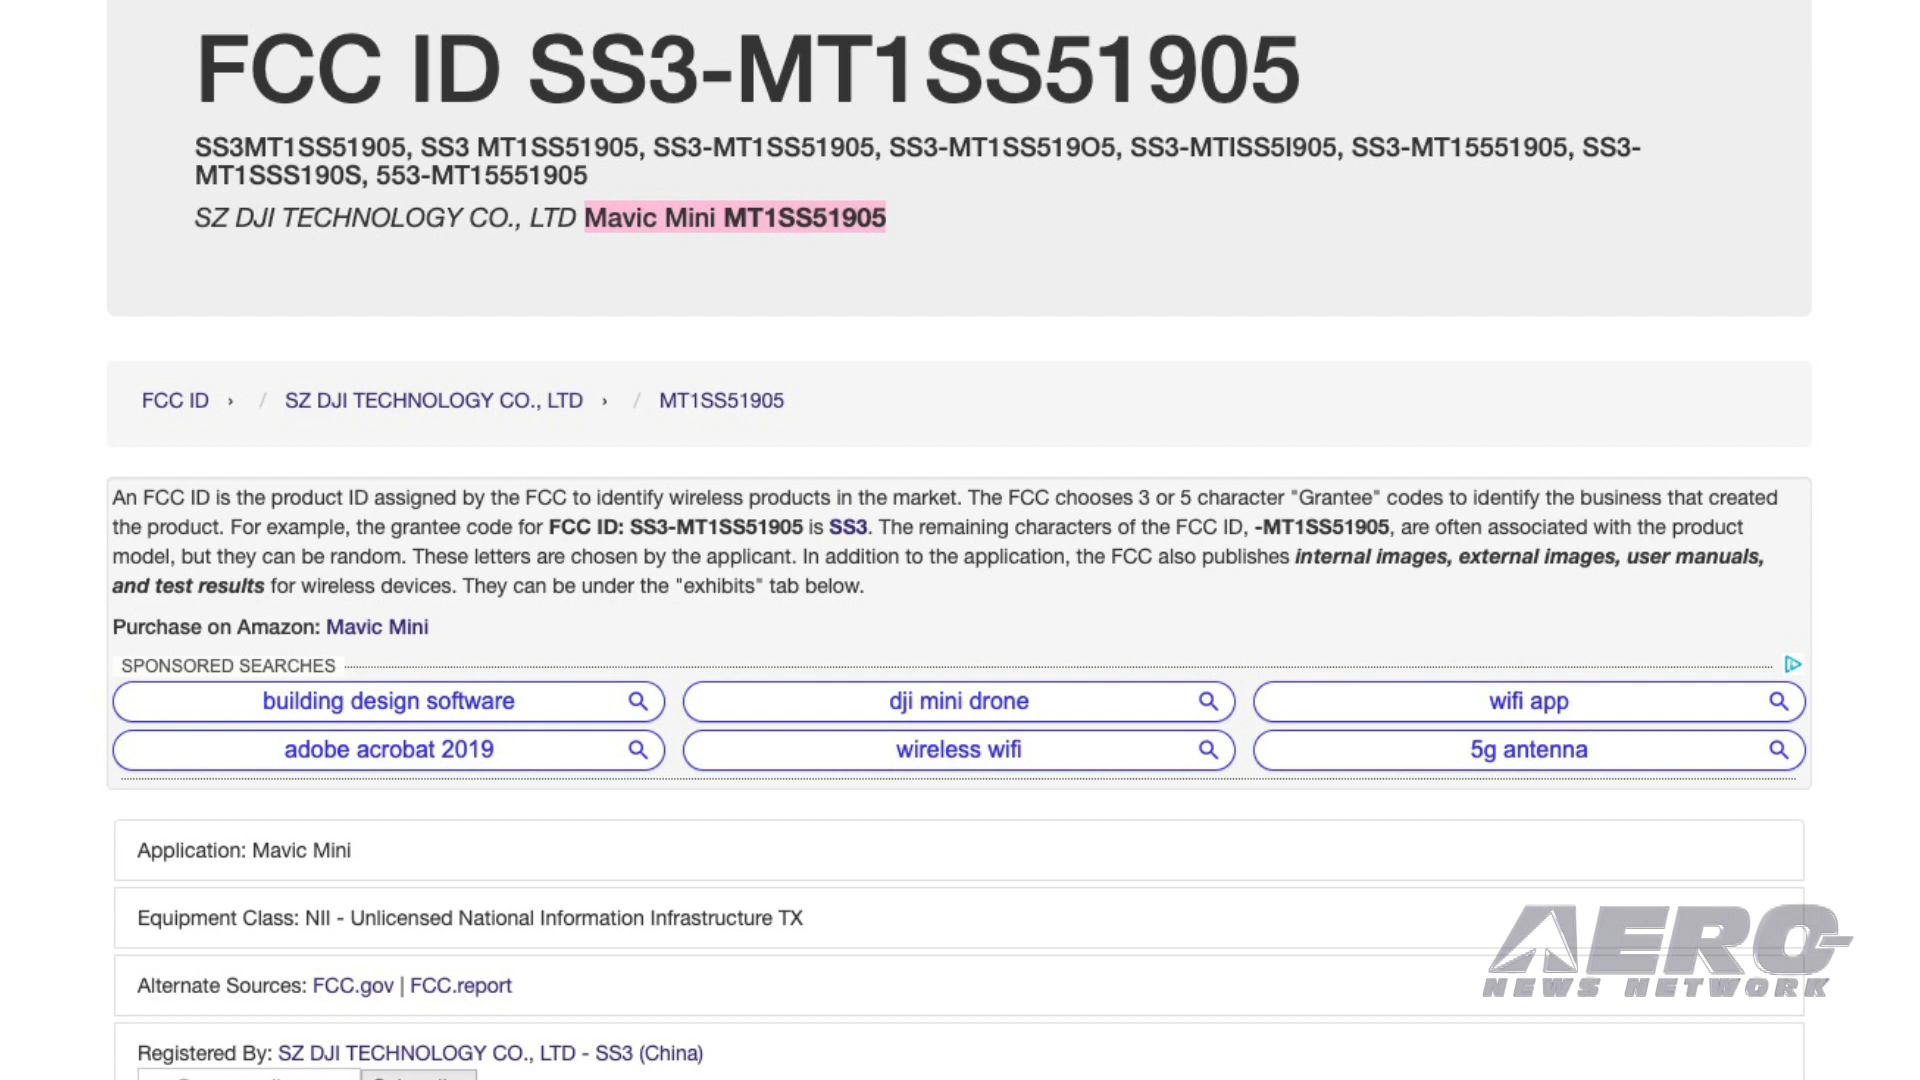 FCC ID SS3-MT1SS51905
SS3MT1SS51905, SS3 MT1SS51905, SS3-MT1SS51905, SS3-MT1SS519O5, SS3-MTISS5I905, SS3-MT15551905, SS3-
MT1SSS190S, 553-MT15551905
SZ DJI TECHNOLOGY CO., LTD Mavic Mini MT1SS51905
FCC ID › / SZ DJI TECHNOLOGY CO., LTD › / MT1SS51905
An FCC ID is the product ID assigned by the FCC to identify wireless products in the market. The FCC chooses 3 or 5 character "Grantee" codes to identify the business that created
the product. For example, the grantee code for FCC ID: SS3-MT1SS51905 is SS3. The remaining characters of the FCC ID, -MT1SS51905, are often associated with the product
model, but they can be random. These letters are chosen by the applicant. In addition to the application, the FCC also publishes internal images, external images, user manuals,
and test results for wireless devices. They can be under the "exhibits" tab below.
Purchase on Amazon: Mavic Mini
SPONSORED SEARCHES
building design software dji mini drone wifi app
adobe acrobat 2019 wireless wifi 5g antenna
Application: Mavic Mini
Equipment Class: NII - Unlicensed National Information Infrastructure TX
Alternate Sources: FCC.gov | FCC.report
AERO-
NEWS NETWORK
Registered By: SZ DJI TECHNOLOGY CO., LTD - SS3 (China)